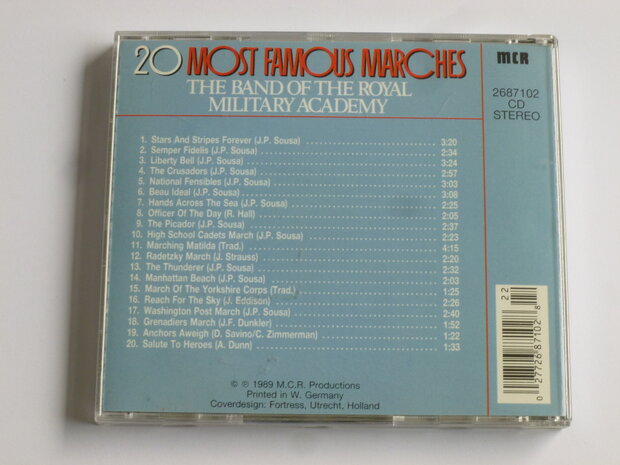 20 MOST FAMOUS MARCHES
THE BAND OF THE ROYAL
MILITARY ACADEMY
1. Stars And Stripes Forever (J.P. Sousa) 3:20
2. Semper Fidelis (J.P. Sousa) 2:34
3. Liberty Bell (J.P. Sousa) 3:24
4. The Crusadors (J.P. Sousa) 2:57
5. National Fensibles (J.P. Sousa) 3:03
6. Beau Ideal (J.P. Sousa) 3:08
7. Hands Across The Sea (J.P. Sousa) 2:25
8. Officer Of The Day (R. Hall) 2:05
9. The Picador (J.P. Sousa) 2:37
10. High School Cadets March (J.P. Sousa) 2:23
11. Marching Matilda (Trad.) 4:15
12. Radetzky March (J. Strauss) 2:20
13. The Thunderer (J.P. Sousa) 2:32
14. Manhattan Beach (J.P. Sousa) 2:03
15. March Of The Yorkshire Corps (Trad.) 1:25
16. Reach For The Sky (J. Eddison) 2:26
17. Washington Post March (J.P. Sousa) 2:40
18. Grenadiers March (J.F. Dunkler) 1:52
19. Anchors Aweigh (D. Savino/C. Zimmerman) 1:22
20. Salute To Heroes (A. Dunn) 1:33
© ℗ 1989 M.C.R. Productions
Printed in W. Germany
Coverdesign: Fortress, Utrecht, Holland
MCR
2687102
CD
STEREO
22
0 27726 87102 8